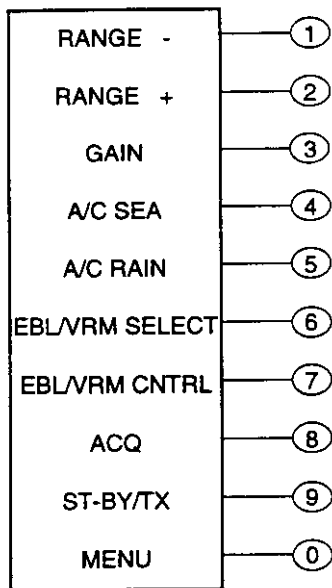 RANGE - 1
RANGE + 2
GAIN 3
A/C SEA 4
A/C RAIN 5
EBL/VRM SELECT 6
EBL/VRM CNTRL 7
ACQ 8
ST-BY/TX 9
MENU 0